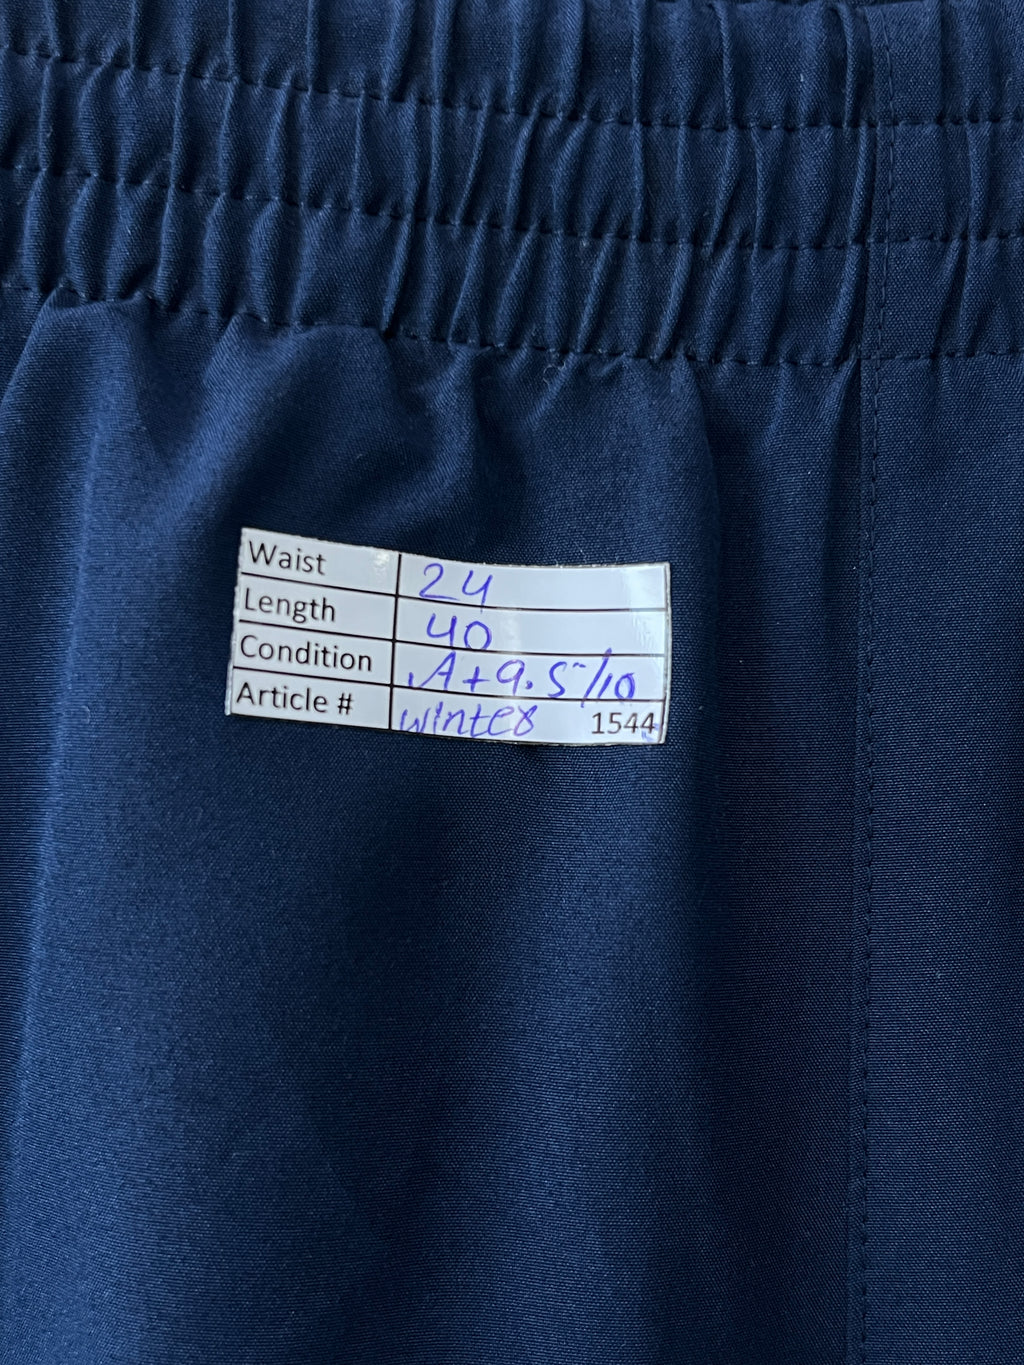 Waist 24
Length 40
Condition A+ 9.5/10
Article # winter 1544